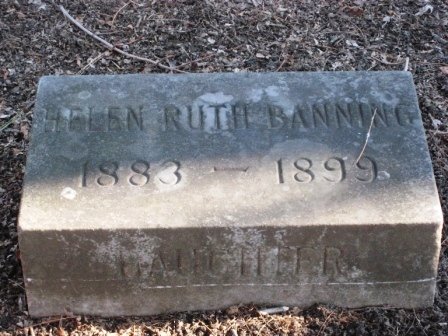 HELEN RUTH BANNING
1883 — 1899
DAUGHTER